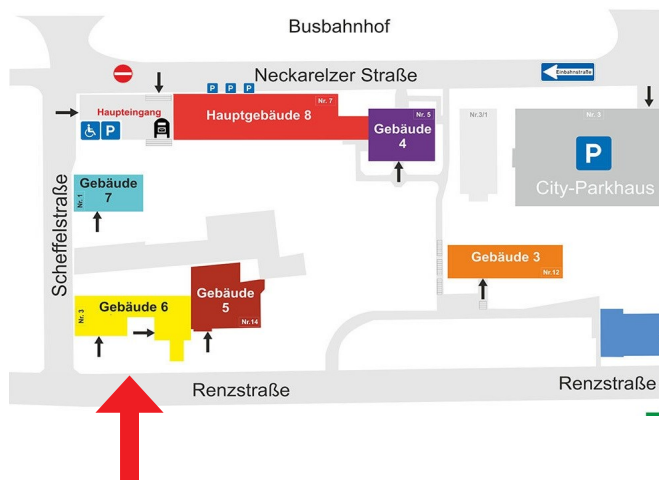 Busbahnhof
Neckarelzer Straße
Einbahnstraße
P P P
Haupteingang
P
Hauptgebäude 8
Nr. 7
Nr. 5
Gebäude
4
Nr.3/1
Nr. 3
P
City-Parkhaus
Scheffelstraße
Nr. 1
Gebäude
7
Gebäude 3
Nr.12
Nr. 3
Gebäude 6
Gebäude
5
Nr.14
Renzstraße
Renzstraße